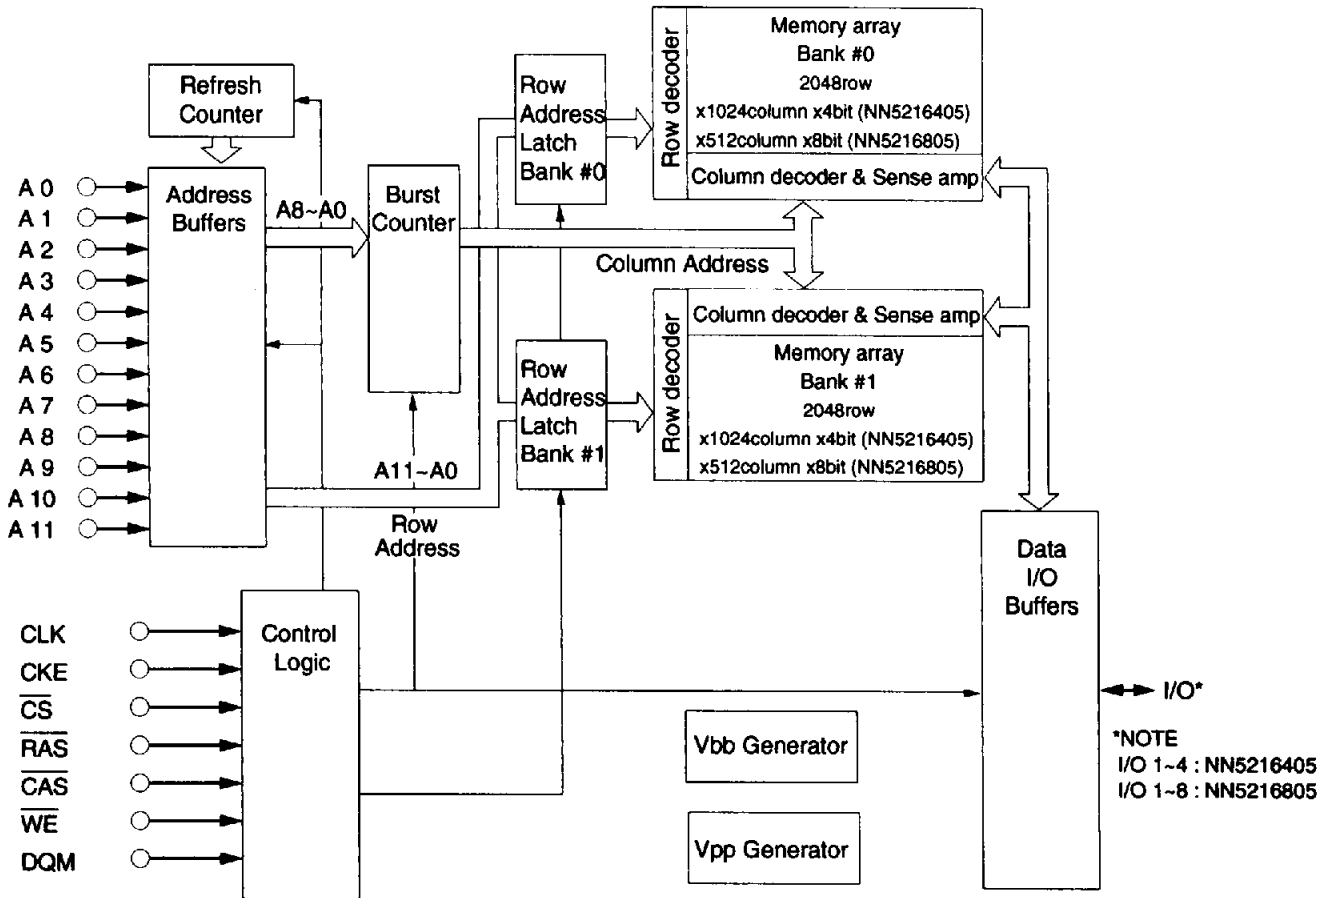 Refresh
Counter
A 0
A 1
A 2
A 3
A 4
A 5
A 6
A 7
A 8
A 9
A 10
A 11
Address
Buffers
A8~A0
Burst
Counter
A11~A0
Row
Address
Row
Address
Latch
Bank #0
Row
Address
Latch
Bank #1
Column Address
Row decoder
Memory array
Bank #0
2048row
x1024column x4bit (NN5216405)
x512column x8bit (NN5216805)
Column decoder & Sense amp
Row decoder
Column decoder & Sense amp
Memory array
Bank #1
2048row
x1024column x4bit (NN5216405)
x512column x8bit (NN5216805)
CLK
CKE
C̅S̅
R̅A̅S̅
C̅A̅S̅
W̅E̅
DQM
Control
Logic
Vbb Generator
Vpp Generator
Data
I/O
Buffers
I/O*
*NOTE
I/O 1~4 : NN5216405
I/O 1~8 : NN5216805